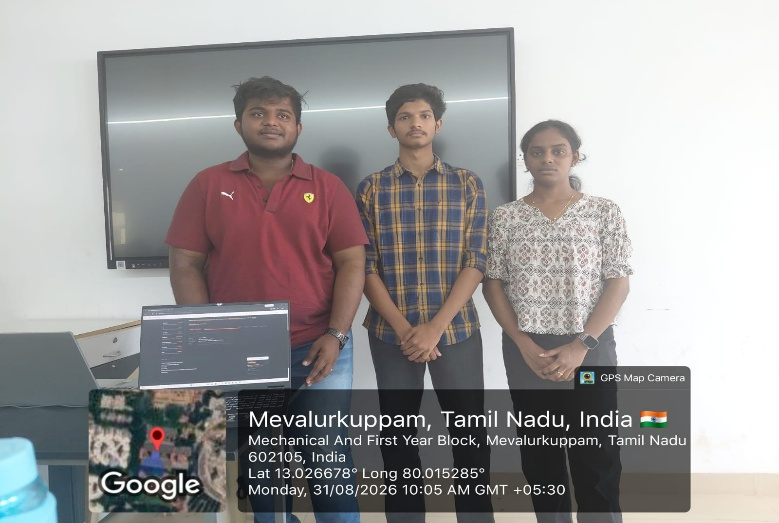 GPS Map Camera
Mevalurkuppam, Tamil Nadu, India
Mechanical And First Year Block, Mevalurkuppam, Tamil Nadu
602105, India
Lat 13.026678° Long 80.015285°
Monday, 31/08/2026 10:05 AM GMT +05:30
Google